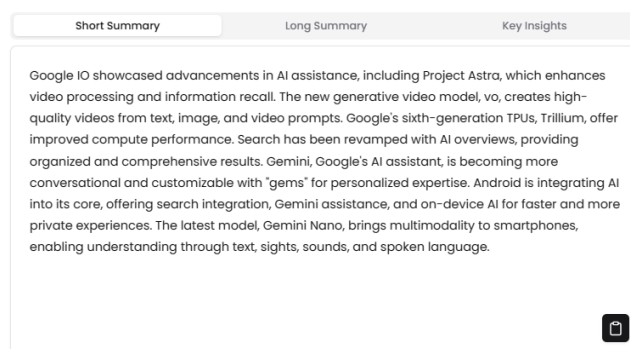 Short Summary
Long Summary
Key Insights
Google IO showcased advancements in AI assistance, including Project Astra, which enhances
video processing and information recall. The new generative video model, vo, creates high-
quality videos from text, image, and video prompts. Google's sixth-generation TPUs, Trillium, offer
improved compute performance. Search has been revamped with AI overviews, providing
organized and comprehensive results. Gemini, Google's AI assistant, is becoming more
conversational and customizable with "gems" for personalized expertise. Android is integrating AI
into its core, offering search integration, Gemini assistance, and on-device AI for faster and more
private experiences. The latest model, Gemini Nano, brings multimodality to smartphones,
enabling understanding through text, sights, sounds, and spoken language.